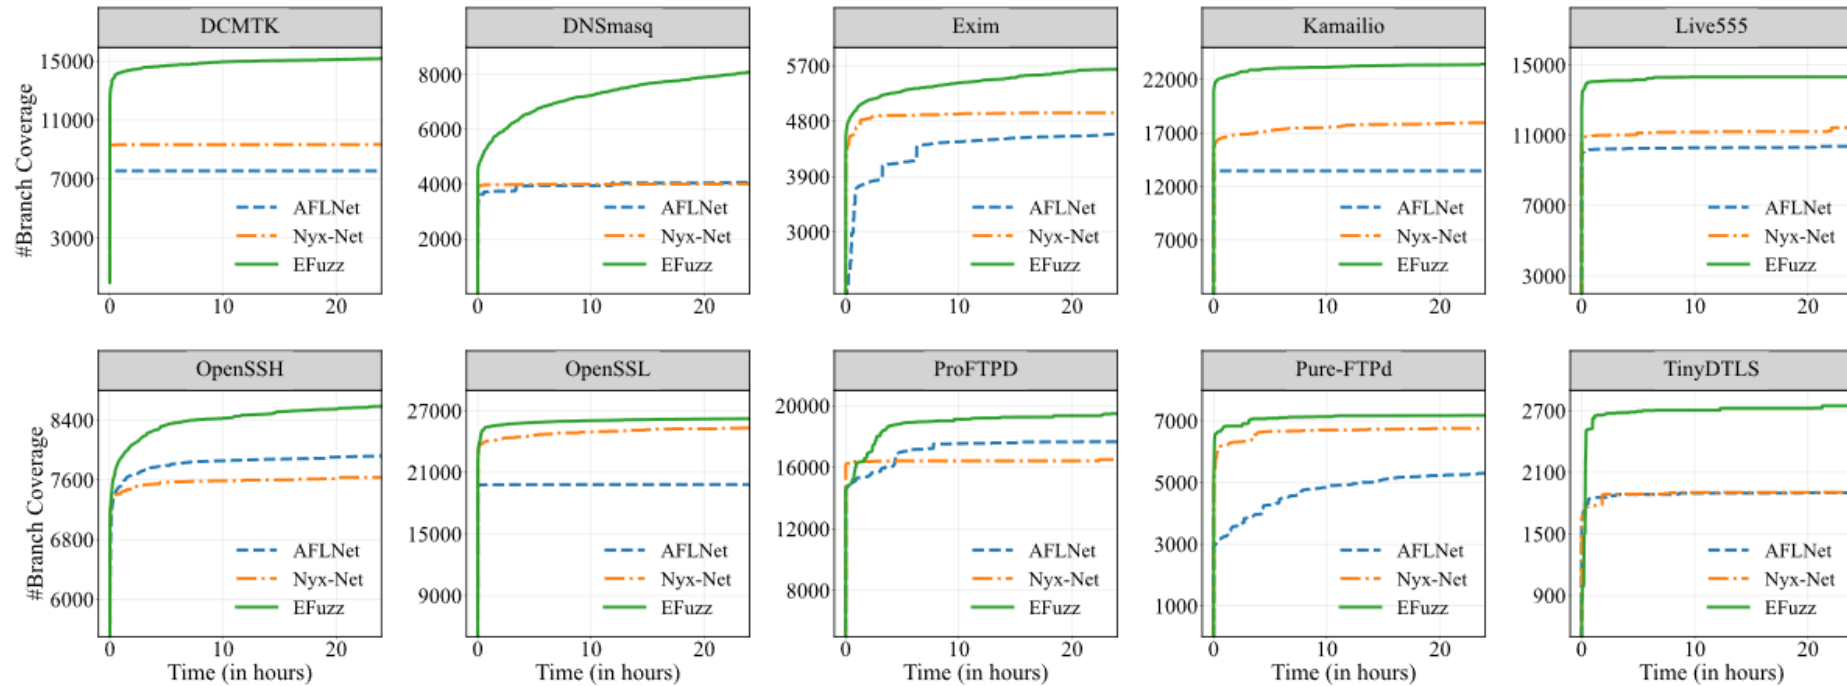 DCMTK
#Branch Coverage
15000
11000
7000
3000
AFLNet
Nyx-Net
EFuzz
0 10 20
DNSmasq
8000
6000
4000
2000
AFLNet
Nyx-Net
EFuzz
0 10 20
Exim
5700
4800
3900
3000
AFLNet
Nyx-Net
EFuzz
0 10 20
Kamailio
22000
17000
12000
7000
AFLNet
Nyx-Net
EFuzz
0 10 20
Live555
15000
11000
7000
3000
AFLNet
Nyx-Net
EFuzz
0 10 20
OpenSSH
#Branch Coverage
8400
7600
6800
6000
AFLNet
Nyx-Net
EFuzz
0 10 20
Time (in hours)
OpenSSL
27000
21000
15000
9000
AFLNet
Nyx-Net
EFuzz
0 10 20
Time (in hours)
ProFTPD
20000
16000
12000
8000
AFLNet
Nyx-Net
EFuzz
0 10 20
Time (in hours)
Pure-FTPd
7000
5000
3000
1000
AFLNet
Nyx-Net
EFuzz
0 10 20
Time (in hours)
TinyDTLS
2700
2100
1500
900
AFLNet
Nyx-Net
EFuzz
0 10 20
Time (in hours)